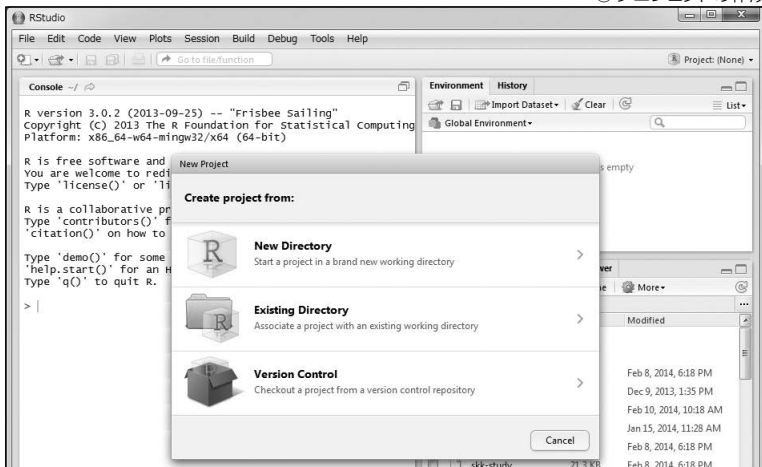 RStudio
File Edit Code View Plots Session Build Debug Tools Help
Go to file/function
Project: (None)
Console ~/
R version 3.0.2 (2013-09-25) -- "Frisbee Sailing"
Copyright (C) 2013 The R Foundation for Statistical Computing
Platform: x86_64-w64-mingw32/x64 (64-bit)
R is free software and
You are welcome to redi
Type 'license()' or 'li
R is a collaborative pr
Type 'contributors()' f
'citation()' on how to
Type 'demo()' for some
'help.start()' for an H
Type 'q()' to quit R.
>
Environment History
Import Dataset Clear List
Global Environment
s empty
New Project
Create project from:
New Directory
Start a project in a brand new working directory
Existing Directory
Associate a project with an existing working directory
Version Control
Checkout a project from a version control repository
Cancel
wer
More
Modified
Feb 8, 2014, 6:18 PM
Dec 9, 2013, 1:35 PM
Feb 10, 2014, 10:18 AM
Jan 15, 2014, 11:28 AM
Feb 8, 2014, 6:18 PM
skk-study 21.3 KB Feb 8, 2014, 6:18 PM